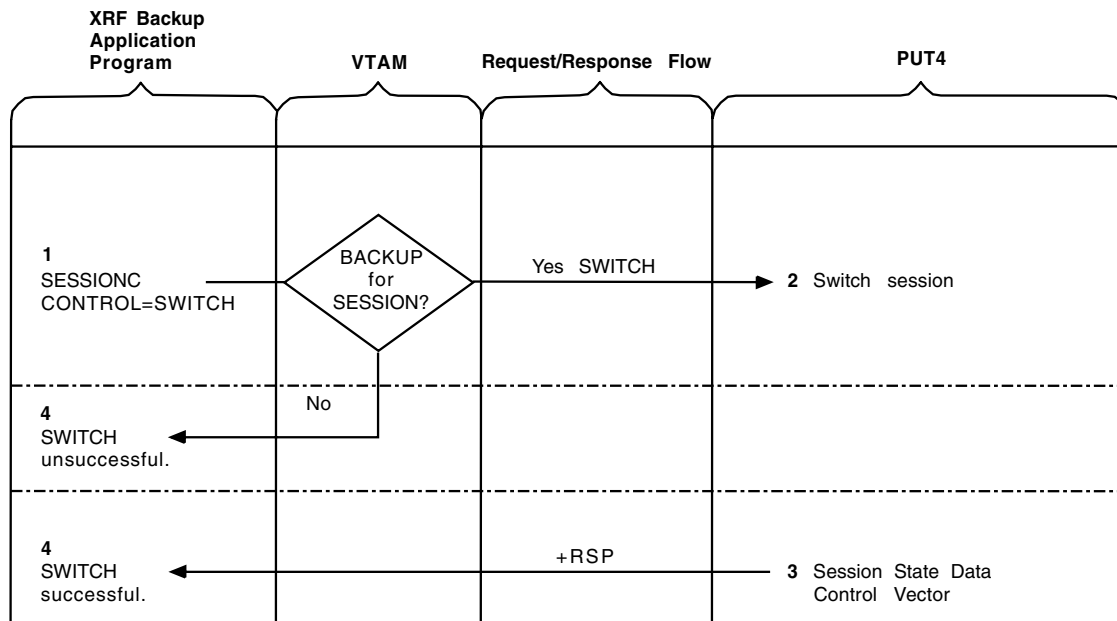 XRF Backup
Application
Program
VTAM
Request/Response Flow
PUT4
1
SESSIONC
CONTROL=SWITCH
BACKUP
for
SESSION?
Yes SWITCH
2 Switch session
No
4
SWITCH
unsuccessful.
4
SWITCH
successful.
+RSP
3 Session State Data
Control Vector